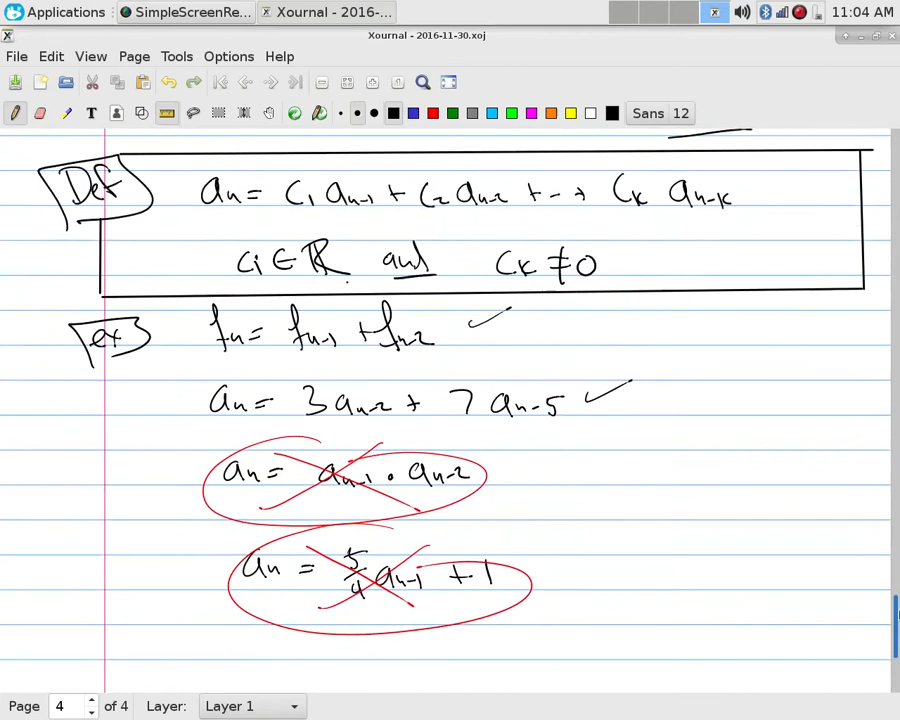 Applications SimpleScreenRe... Xournal - 2016-... 11:04 AM
Xournal - 2016-11-30.xoj
File Edit View Page Tools Options Help
Sans 12
Def aₙ = c₁ aₙ₋₁ + c₂ aₙ₋₂ + ... + cₖ aₙ₋ₖ
cᵢ ∈ ℝ and cₖ ≠ 0
ex fₙ = fₙ₋₁ + fₙ₋₂ ✓
aₙ = 3aₙ₋₂ + 7aₙ₋₅ ✓
aₙ = aₙ₋₁ · aₙ₋₂
aₙ = 5/4 aₙ₋₁ + 1
Page 4 of 4 Layer: Layer 1